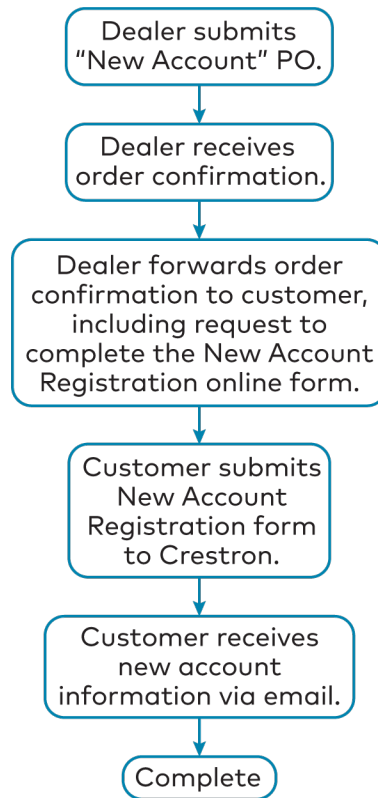 Dealer submits
“New Account” PO.
Dealer receives
order confirmation.
Dealer forwards order
confirmation to customer,
including request to
complete the New Account
Registration online form.
Customer submits
New Account
Registration form
to Crestron.
Customer receives
new account
information via email.
Complete